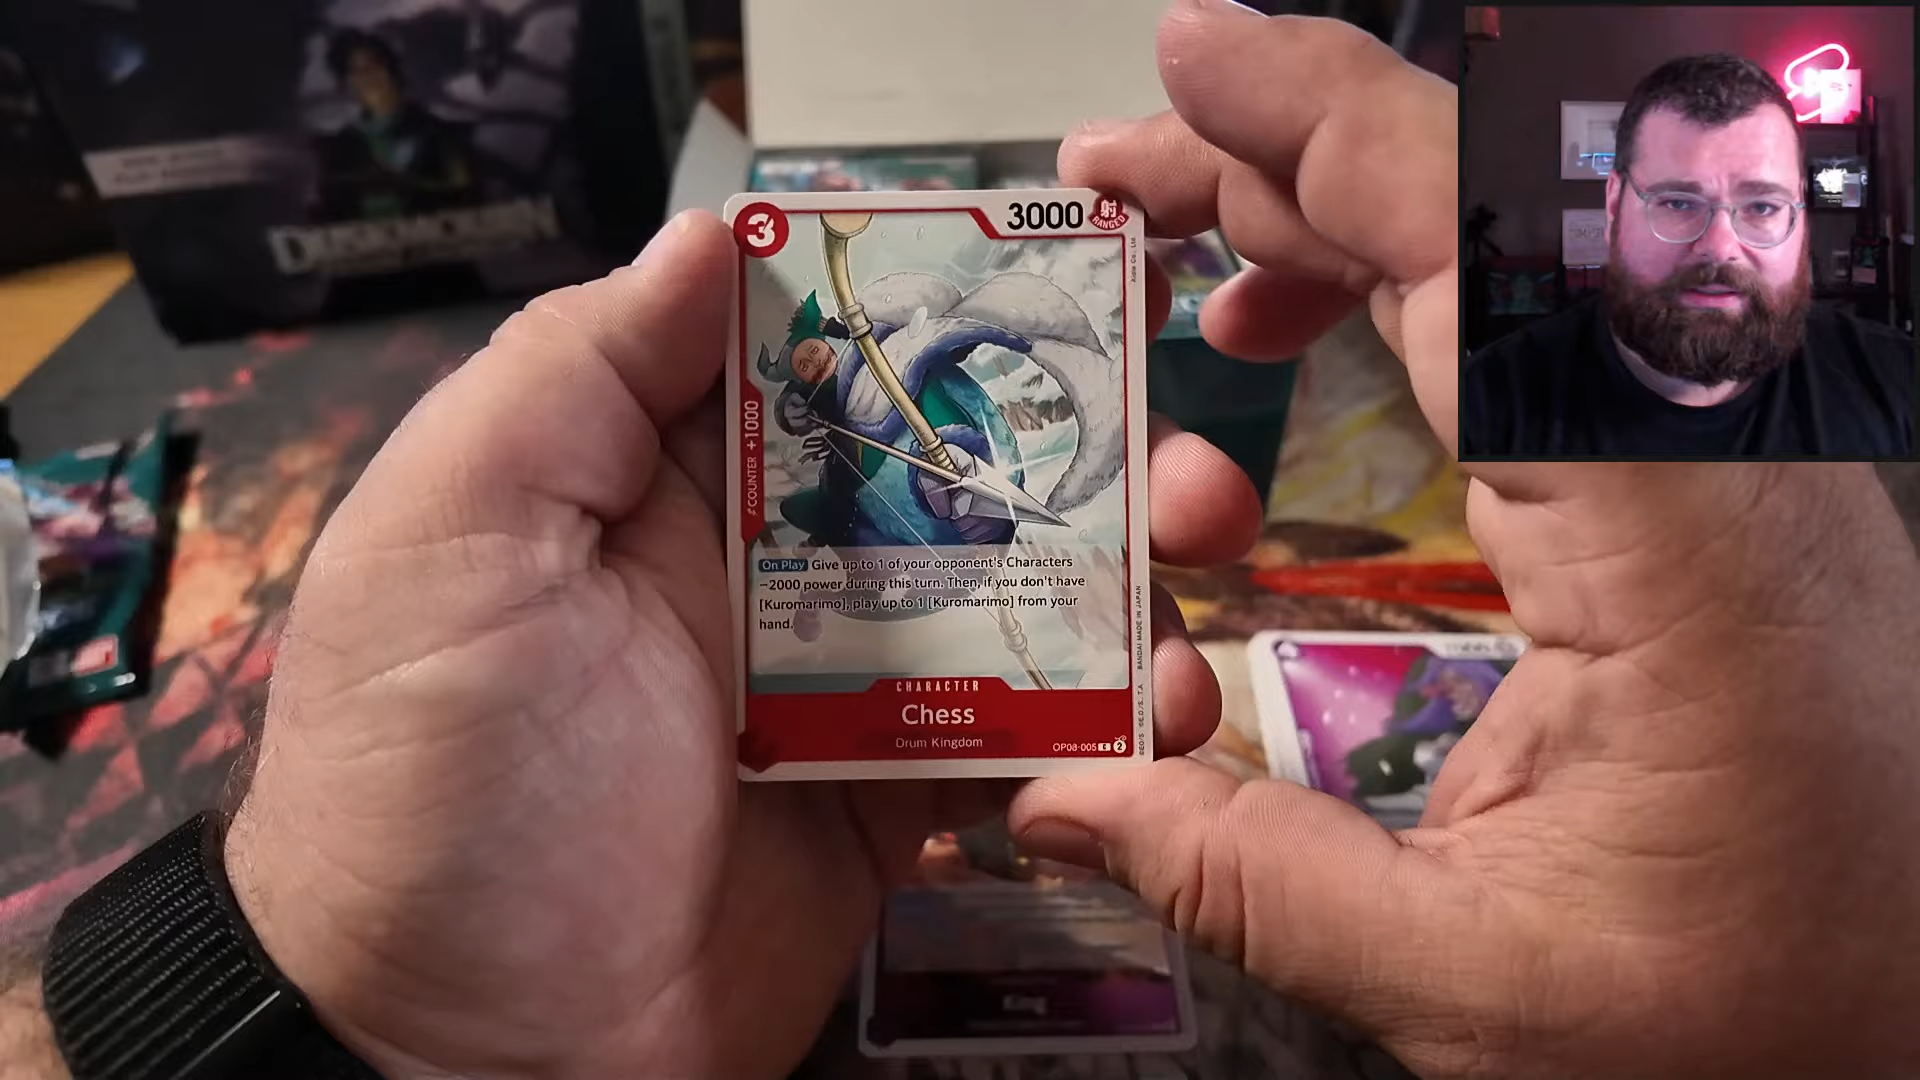 DUSKMOURN
3
3000
射
RANGED
COUNTER +1000
On Play Give up to 1 of your opponent's Characters
−2000 power during this turn. Then, if you don't have
[Kuromarimo], play up to 1 [Kuromarimo] from your
hand.
CHARACTER
Chess
Drum Kingdom
OP08-005 C 2
BANDAI MADE IN JAPAN
King